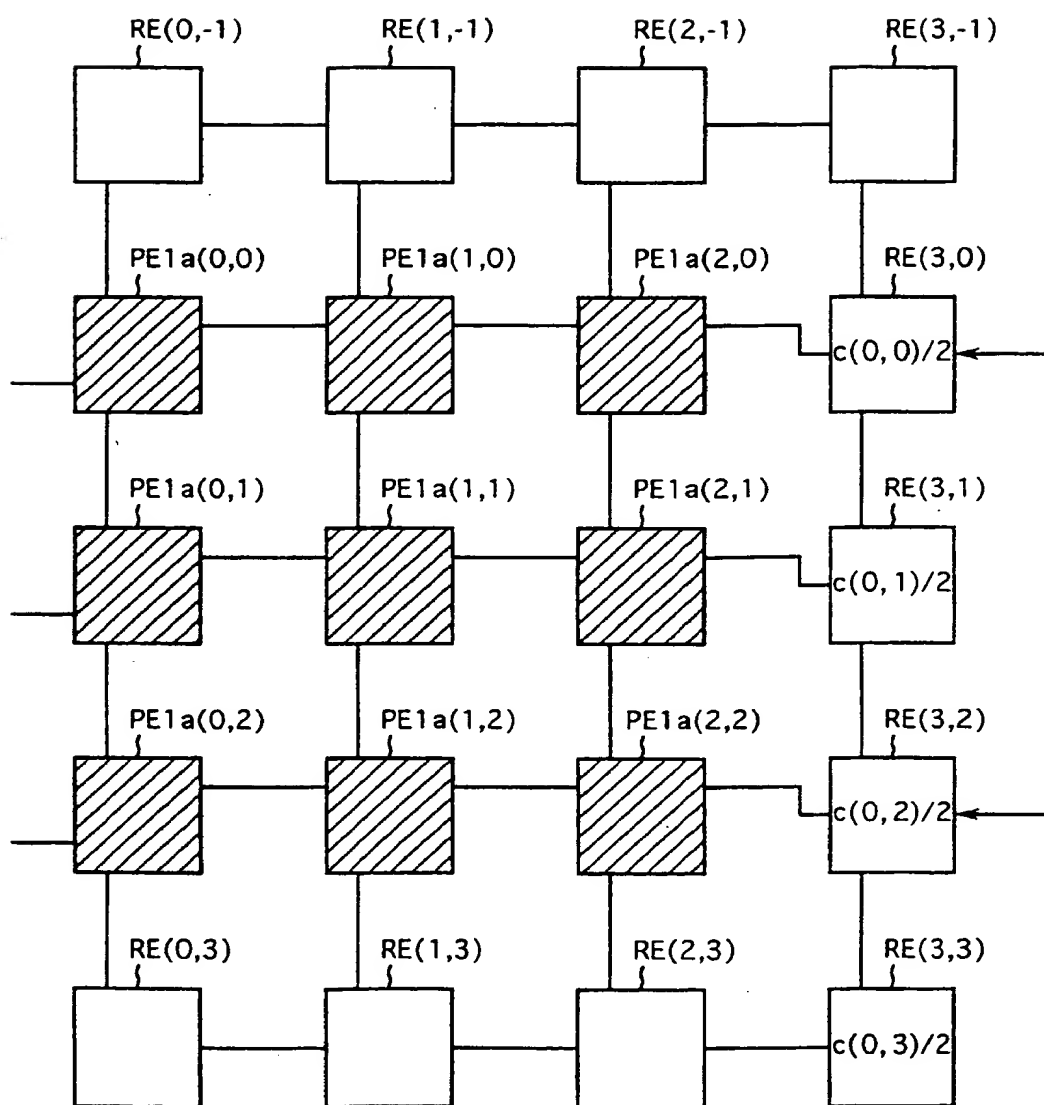 RE(0,-1) RE(1,-1) RE(2,-1) RE(3,-1)
PE1a(0,0) PE1a(1,0) PE1a(2,0) RE(3,0)
c(0,0)/2
PE1a(0,1) PE1a(1,1) PE1a(2,1) RE(3,1)
c(0,1)/2
PE1a(0,2) PE1a(1,2) PE1a(2,2) RE(3,2)
c(0,2)/2
RE(0,3) RE(1,3) RE(2,3) RE(3,3)
c(0,3)/2